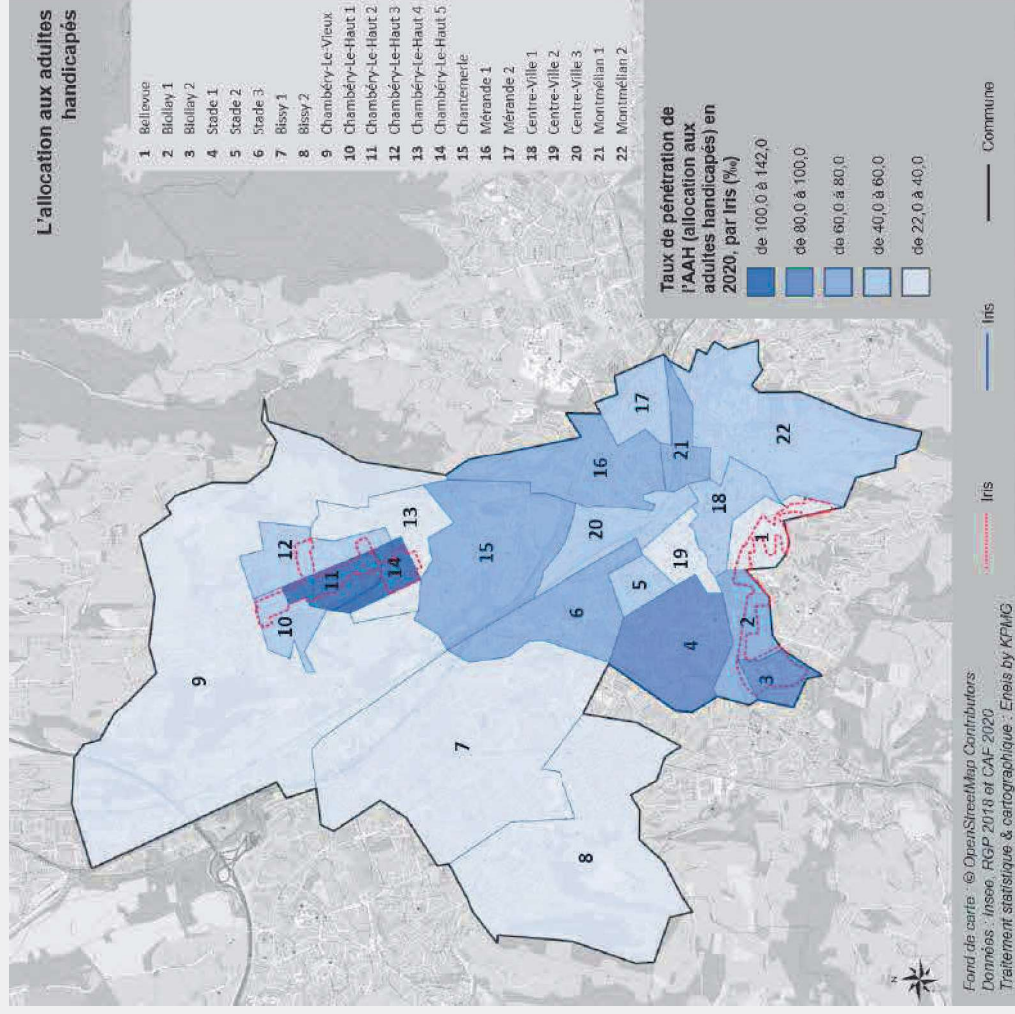 L'allocation aux adultes
handicapés
1 Bellevue
2 Biollay 1
3 Biollay 2
4 Stade 1
5 Stade 2
6 Stade 3
7 Bissy 1
8 Bissy 2
9 Chambéry-Le-Vieux
10 Chambéry-Le-Haut 1
11 Chambéry-Le-Haut 2
12 Chambéry-Le-Haut 3
13 Chambéry-Le-Haut 4
14 Chambéry-Le-Haut 5
15 Chantemerle
16 Mérande 1
17 Mérande 2
18 Centre-Ville 1
19 Centre-Ville 2
20 Centre-Ville 3
21 Montmélian 1
22 Montmélian 2
9
12
10
11
13
14
7
15
16
17
6
20
5
8
19
21
4
18
22
2
1
3
Taux de pénétration de
l'AAH (allocation aux
adultes handicapés) en
2020, par Iris (‰)
de 100,0 à 142,0
de 80,0 à 100,0
de 60,0 à 80,0
de 40,0 à 60,0
de 22,0 à 40,0
N
Iris
Iris
Commune
Fond de carte : © OpenStreetMap Contributors
Données : Insee, RGP 2018 et CAF 2020
Traitement statistique & cartographique : Eneis by KPMG